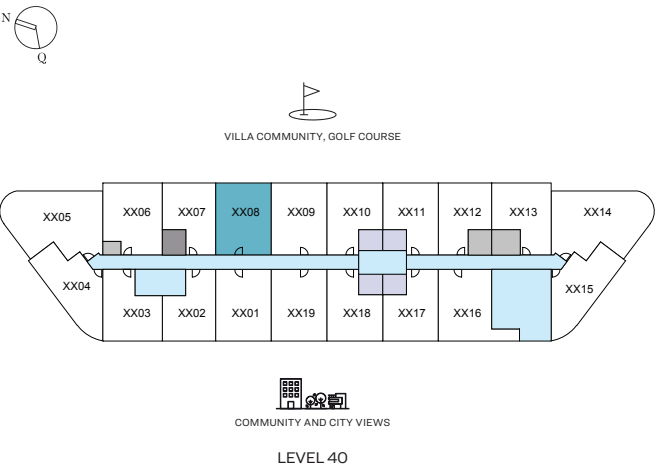 N
Q
VILLA COMMUNITY, GOLF COURSE
XX05
XX06
XX07
XX08
XX09
XX10
XX11
XX12
XX13
XX14
XX04
XX03
XX02
XX01
XX19
XX18
XX17
XX16
XX15
COMMUNITY AND CITY VIEWS
LEVEL 40